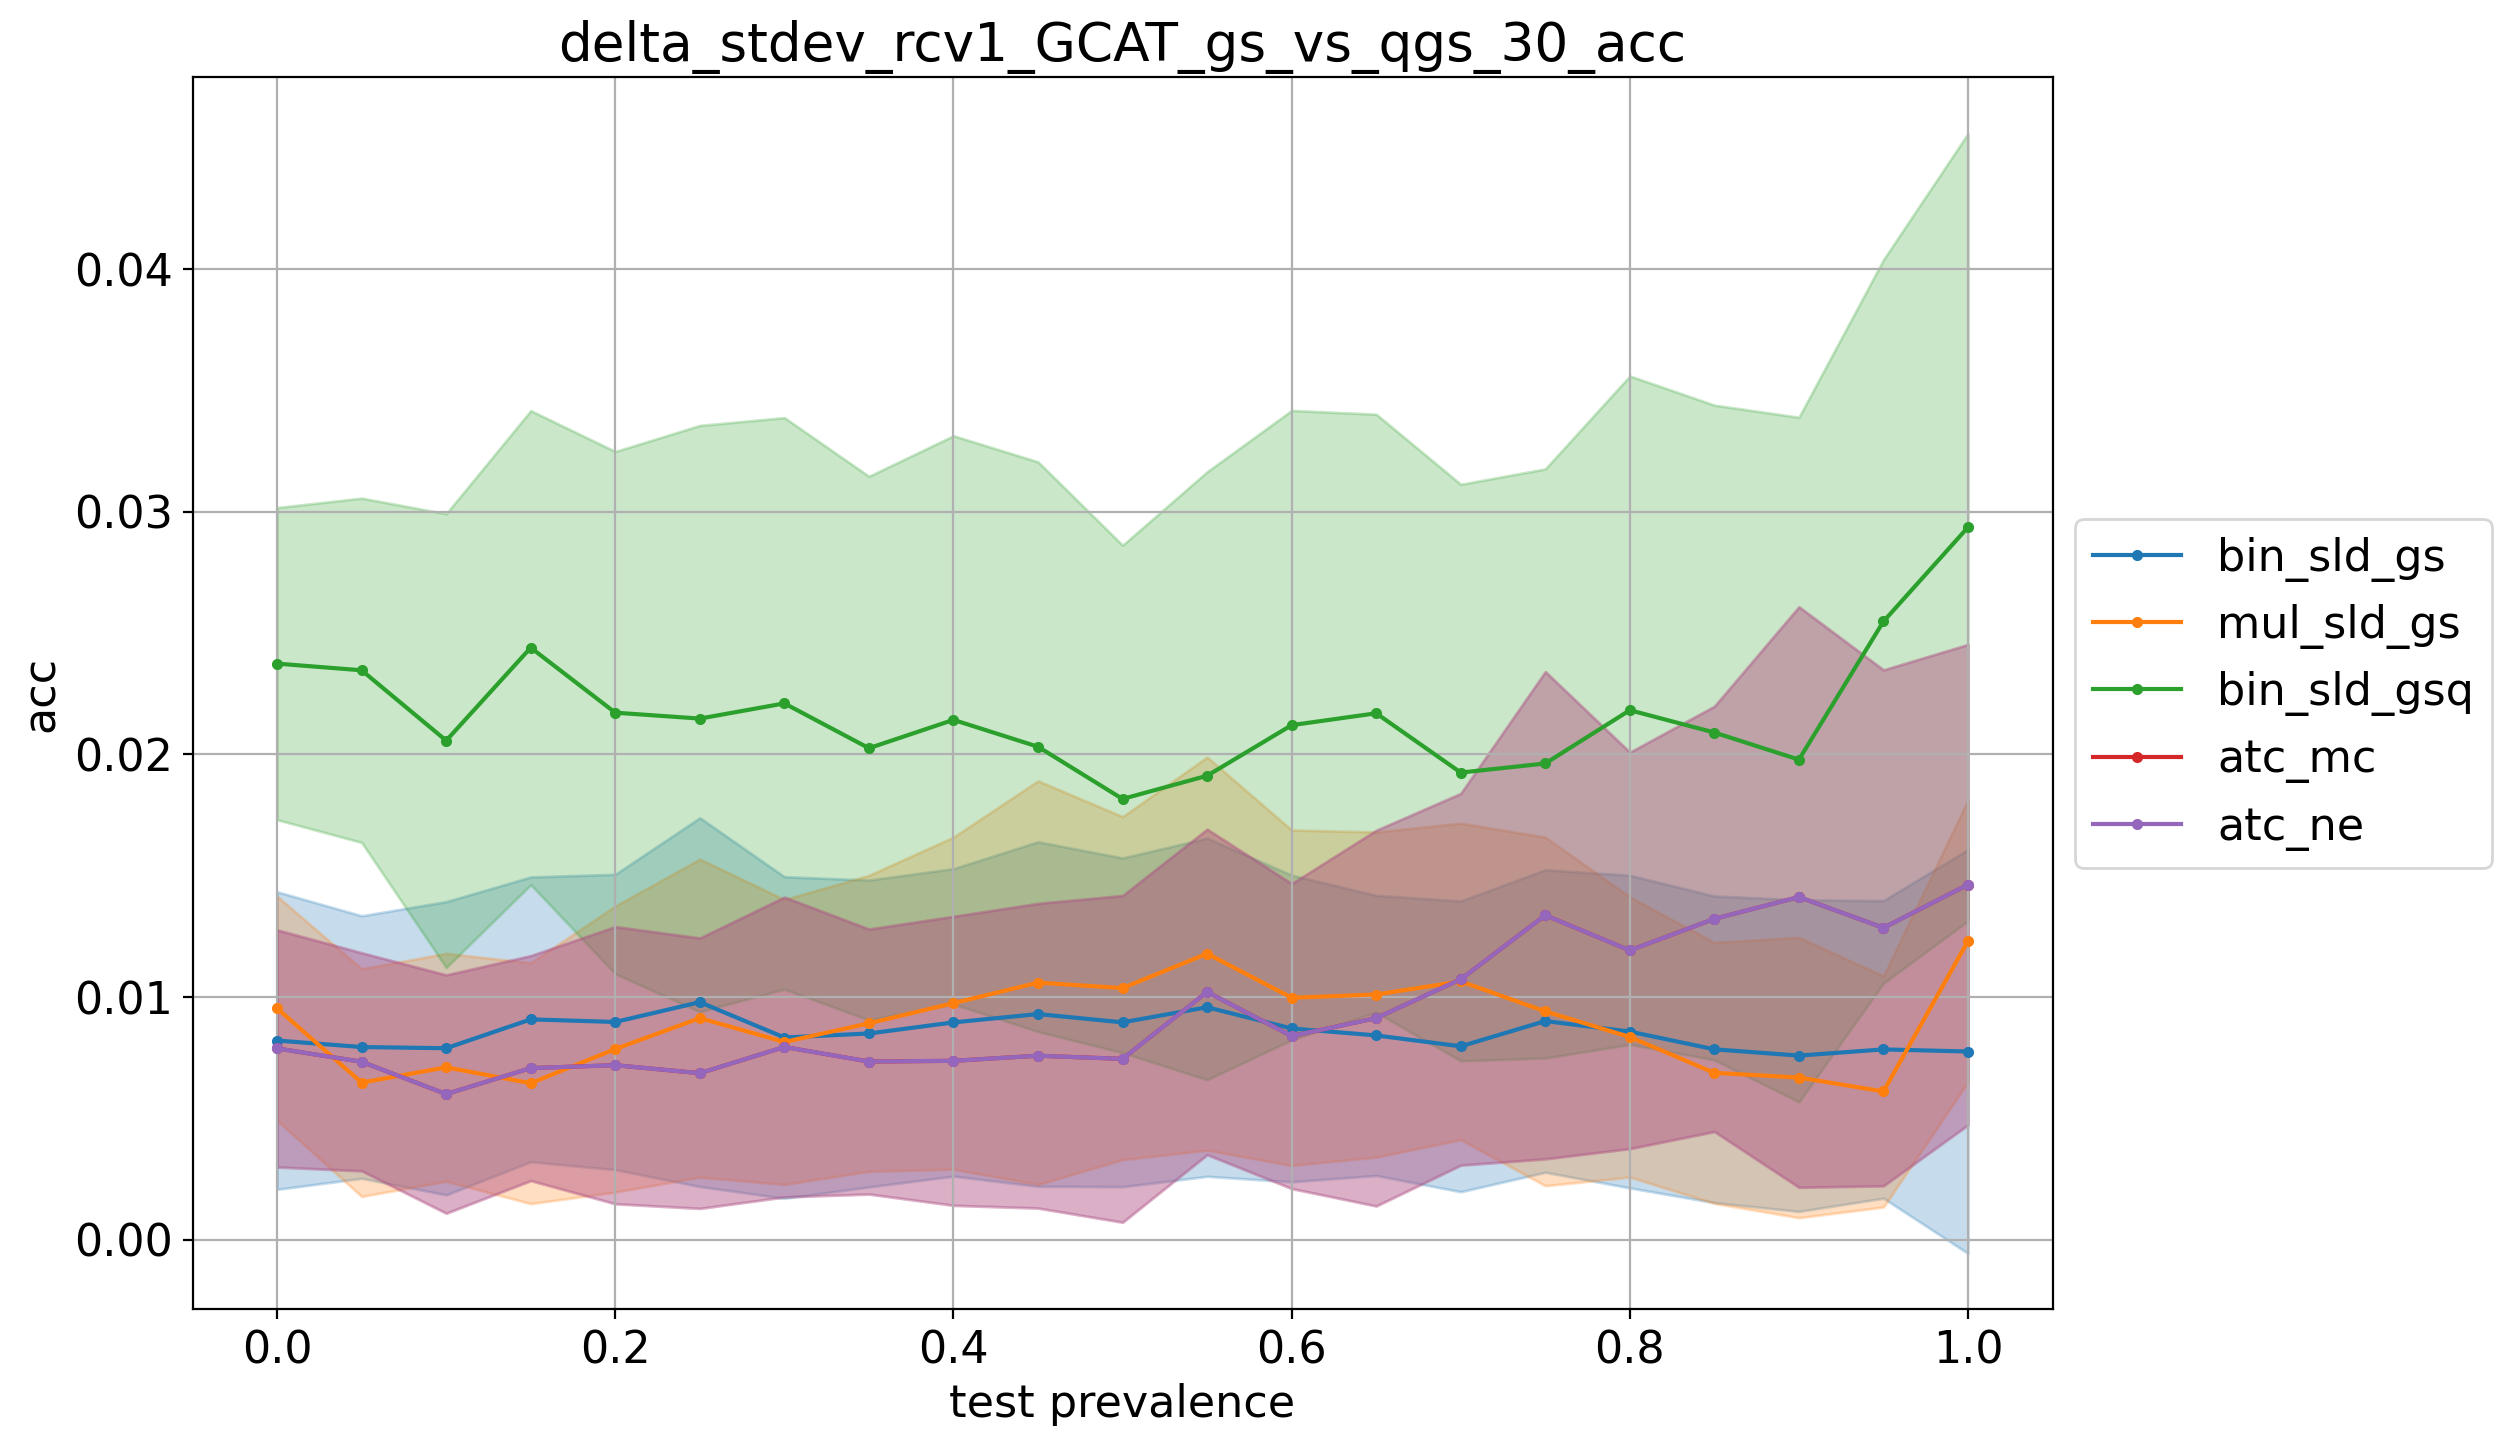 delta_stdev_rcv1_GCAT_gs_vs_qgs_30_acc
acc
0.04
0.03
0.02
0.01
0.00
0.0 0.2 0.4 0.6 0.8 1.0
test prevalence
bin_sld_gs
mul_sld_gs
bin_sld_gsq
atc_mc
atc_ne